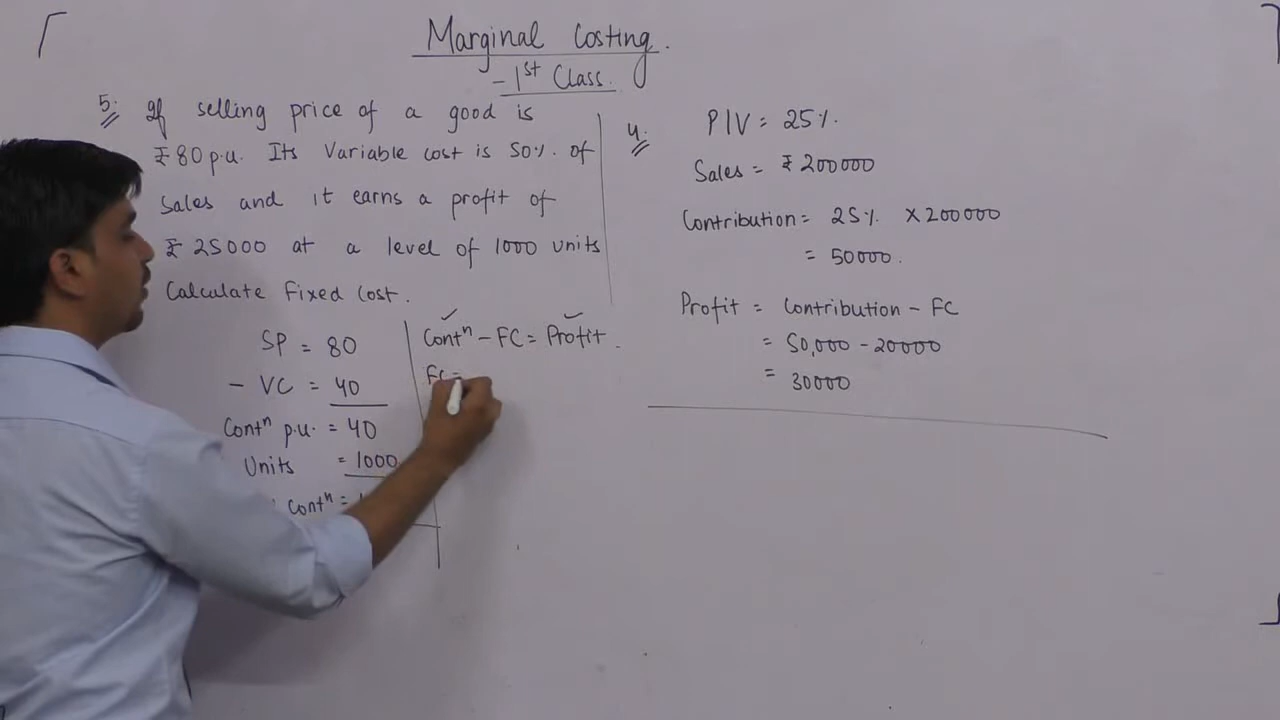 Marginal Costing.
- 1st Class.
5. If selling price of a good is
₹ 80 p.u. Its Variable cost is 50% of
Sales and it earns a profit of
₹ 25000 at a level of 1000 units
Calculate Fixed Cost.
SP = 80
- VC = 40
Contn p.u. = 40
Units = 1000
Contn =
Contn - FC = Profit.
FC =
4.
P/V = 25%.
Sales = ₹ 200000
Contribution = 25% × 200000
= 50000.
Profit = Contribution - FC
= 50,000 - 20000
= 30000